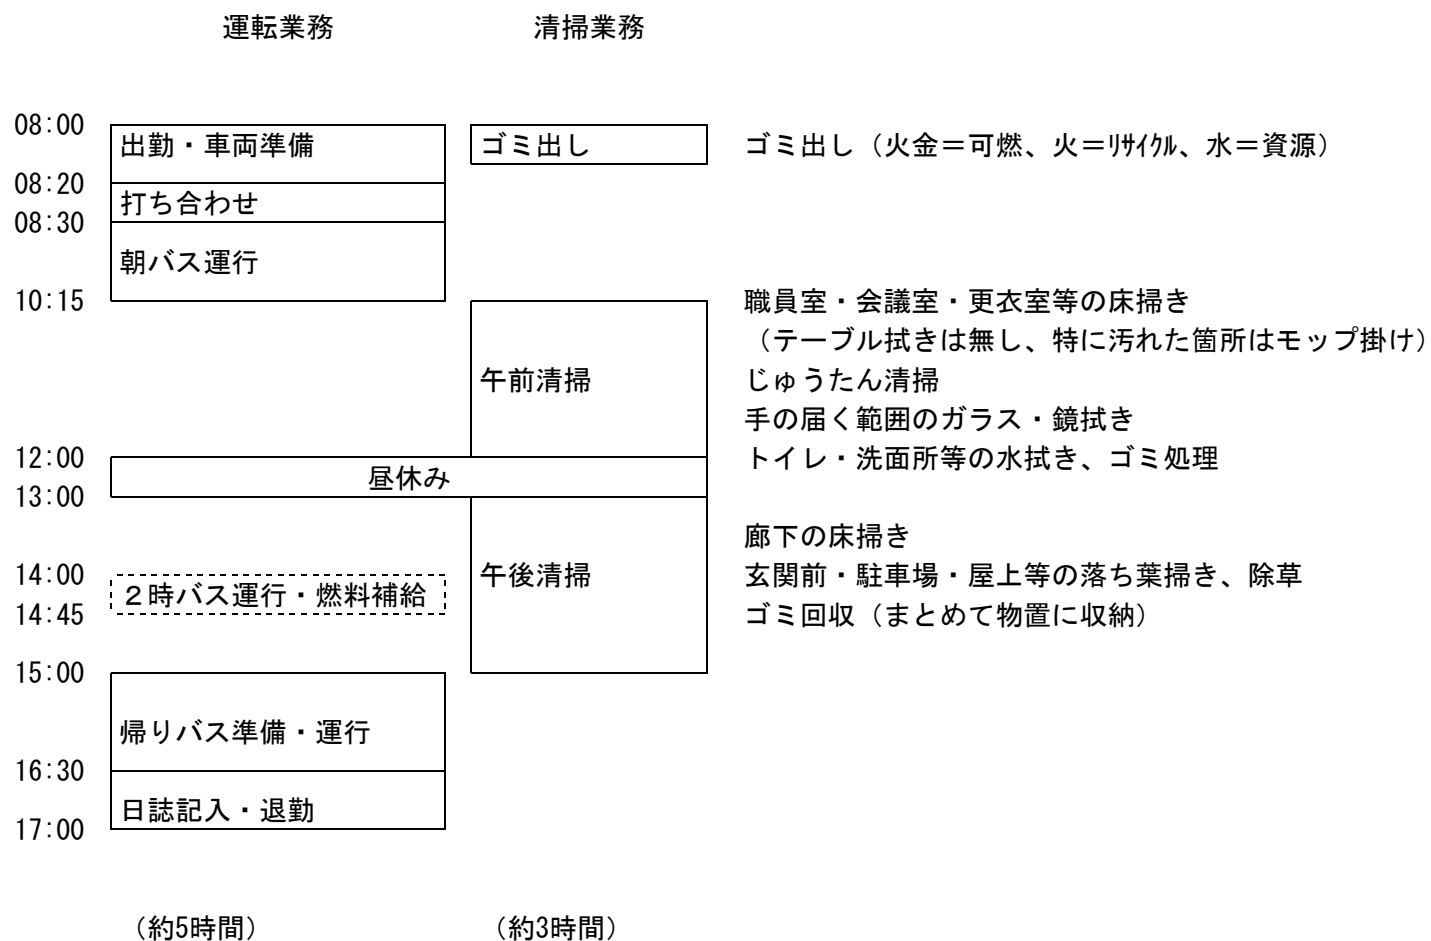 運転業務 清掃業務
08:00 出勤・車両準備 ゴミ出し ゴミ出し（火金＝可燃、火＝ﾘｻｲｸﾙ、水＝資源）
08:20
打ち合わせ
08:30
朝バス運行
10:15 職員室・会議室・更衣室等の床掃き
（テーブル拭きは無し、特に汚れた箇所はモップ掛け）
午前清掃 じゅうたん清掃
手の届く範囲のガラス・鏡拭き
12:00 トイレ・洗面所等の水拭き、ゴミ処理
昼休み
13:00
廊下の床掃き
14:00 午後清掃 玄関前・駐車場・屋上等の落ち葉掃き、除草
２時バス運行・燃料補給
14:45 ゴミ回収（まとめて物置に収納）
15:00
帰りバス準備・運行
16:30
日誌記入・退勤
17:00
（約5時間） （約3時間）